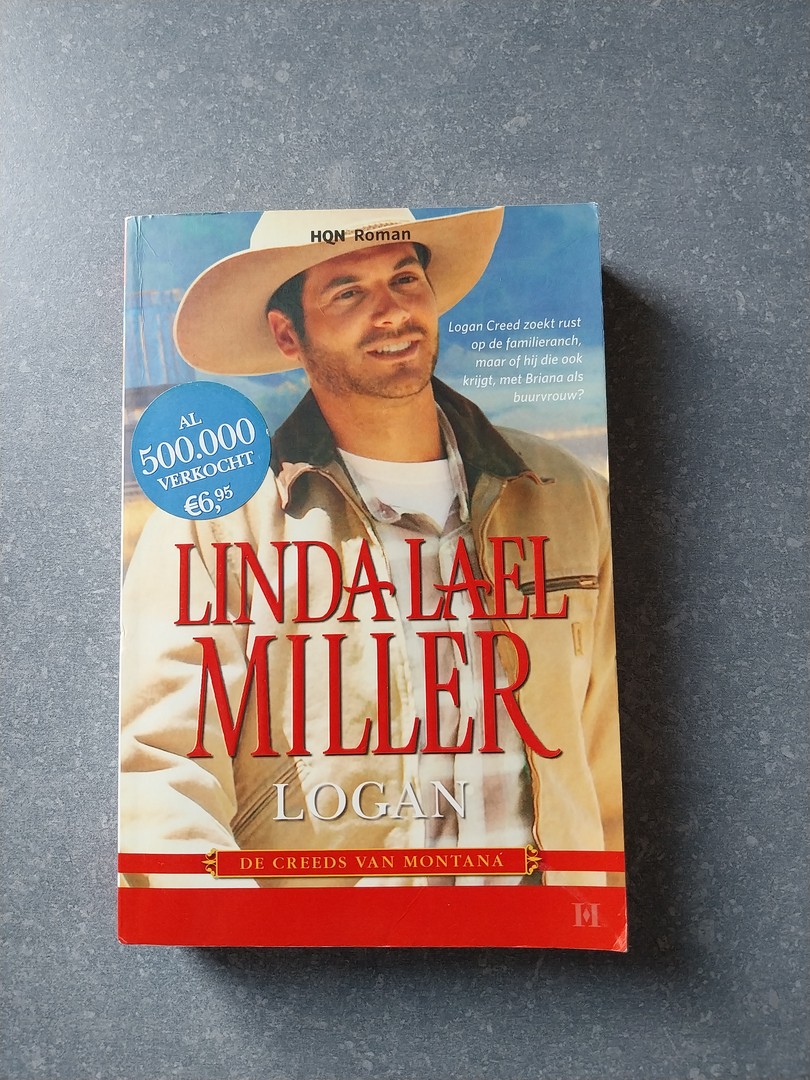 HQN Roman
Logan Creed zoekt rust
op de familieranch,
maar of hij die ook
krijgt, met Briana als
buurvrouw?
AL
500.000
VERKOCHT
€6,95
LINDA LAEL
MILLER
LOGAN
DE CREEDS VAN MONTANA
H